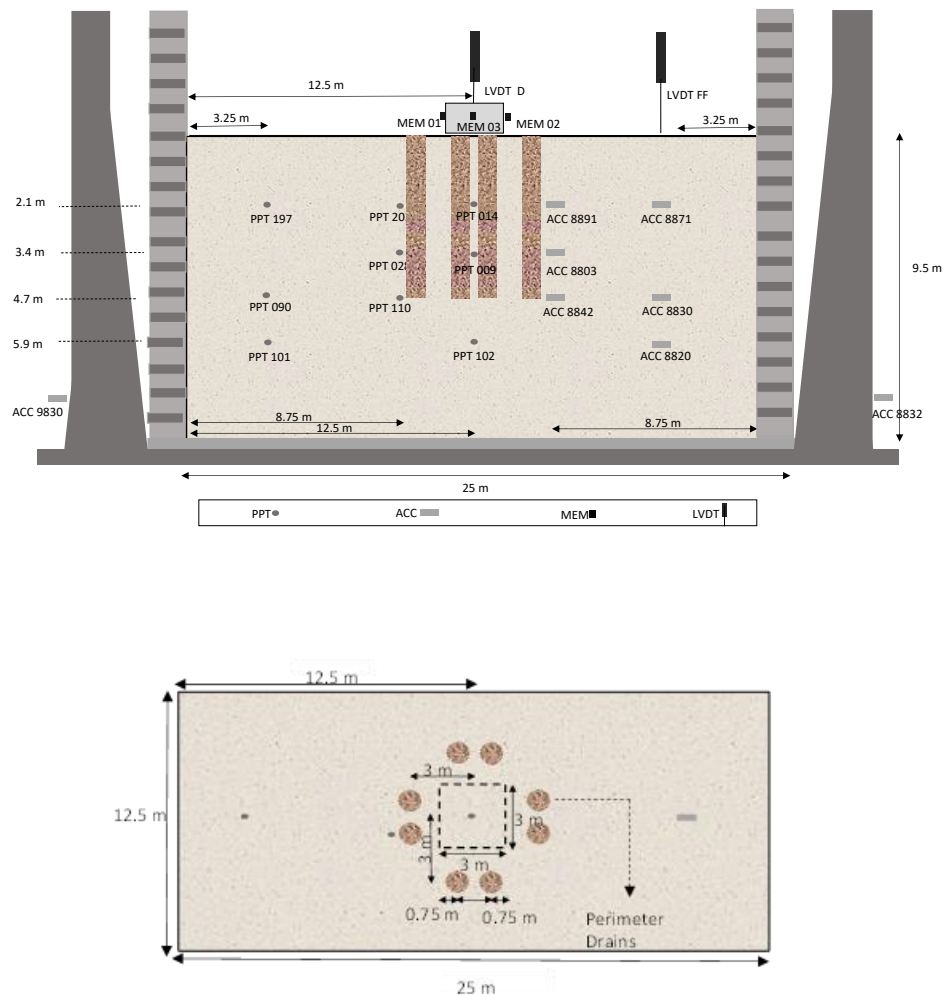 12.5 m
LVDT D
LVDT FF
3.25 m
MEM 01
MEM 03
MEM 02
3.25 m
2.1 m
PPT 197
PPT 20
PPT 014
ACC 8891
ACC 8871
3.4 m
PPT 028
PPT 009
ACC 8803
9.5 m
4.7 m
PPT 090
PPT 110
ACC 8842
ACC 8830
5.9 m
PPT 101
PPT 102
ACC 8820
ACC 9830
ACC 8832
8.75 m
8.75 m
12.5 m
25 m
PPT
ACC
MEM
LVDT
12.5 m
3 m
12.5 m
3 m
3 m
3 m
0.75 m
0.75 m
Perimeter
Drains
25 m